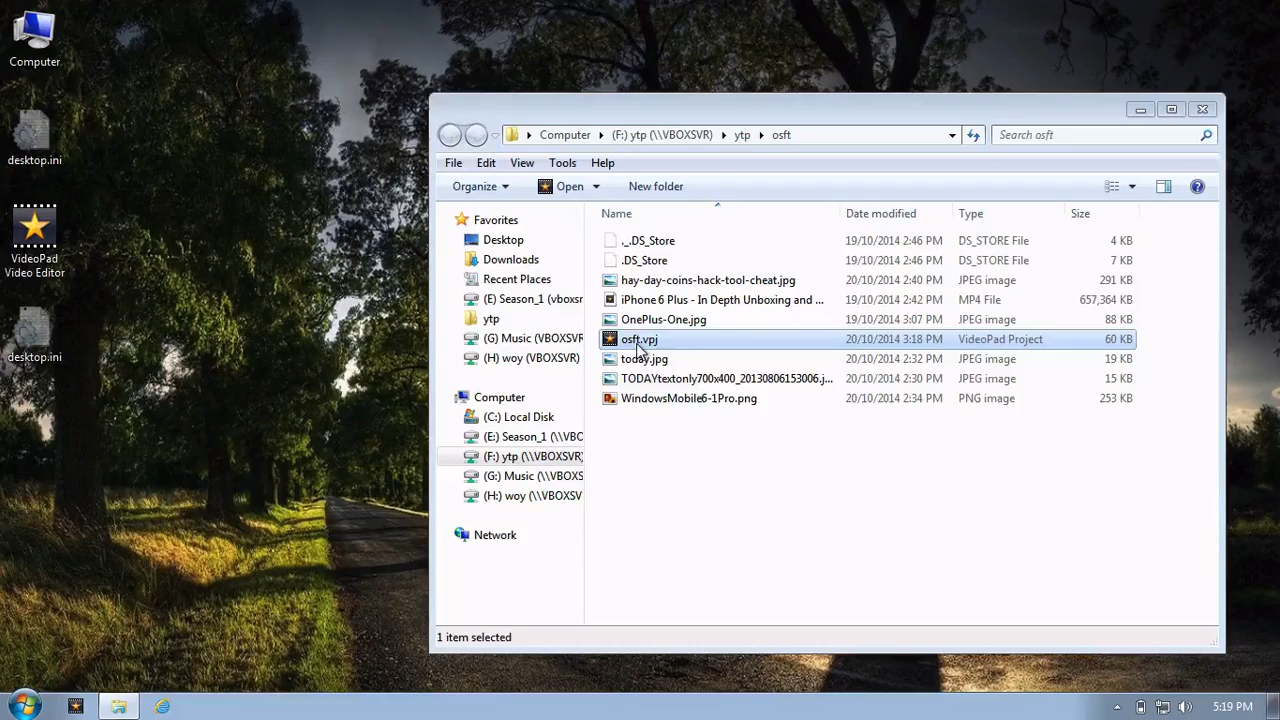 Computer
desktop.ini
VideoPad
Video Editor
desktop.ini
Computer (F:) ytp (\\VBOXSVR) ytp osft
Search osft
File Edit View Tools Help
Organize Open New folder
Name Date modified Type Size
Favorites
Desktop
Downloads
Recent Places
(E) Season_1 (vboxsr
ytp
(G) Music (VBOXSVR)
(H) woy (VBOXSVR)
Computer
(C:) Local Disk
(E:) Season_1 (\\VBC
(F:) ytp (\\VBOXSVR)
(G:) Music (\\VBOXS
(H:) woy (\\VBOXSV
Network
._.DS_Store 19/10/2014 2:46 PM DS_STORE File 4 KB
.DS_Store 19/10/2014 2:46 PM DS_STORE File 7 KB
hay-day-coins-hack-tool-cheat.jpg 20/10/2014 2:40 PM JPEG image 291 KB
iPhone 6 Plus - In Depth Unboxing and ... 19/10/2014 2:42 PM MP4 File 657,364 KB
OnePlus-One.jpg 19/10/2014 3:07 PM JPEG image 88 KB
osft.vpj 20/10/2014 3:18 PM VideoPad Project 60 KB
today.jpg 20/10/2014 2:32 PM JPEG image 19 KB
TODAYtextonly700x400_20130806153006.j... 20/10/2014 2:30 PM JPEG image 15 KB
WindowsMobile6-1Pro.png 20/10/2014 2:34 PM PNG image 253 KB
1 item selected
5:19 PM